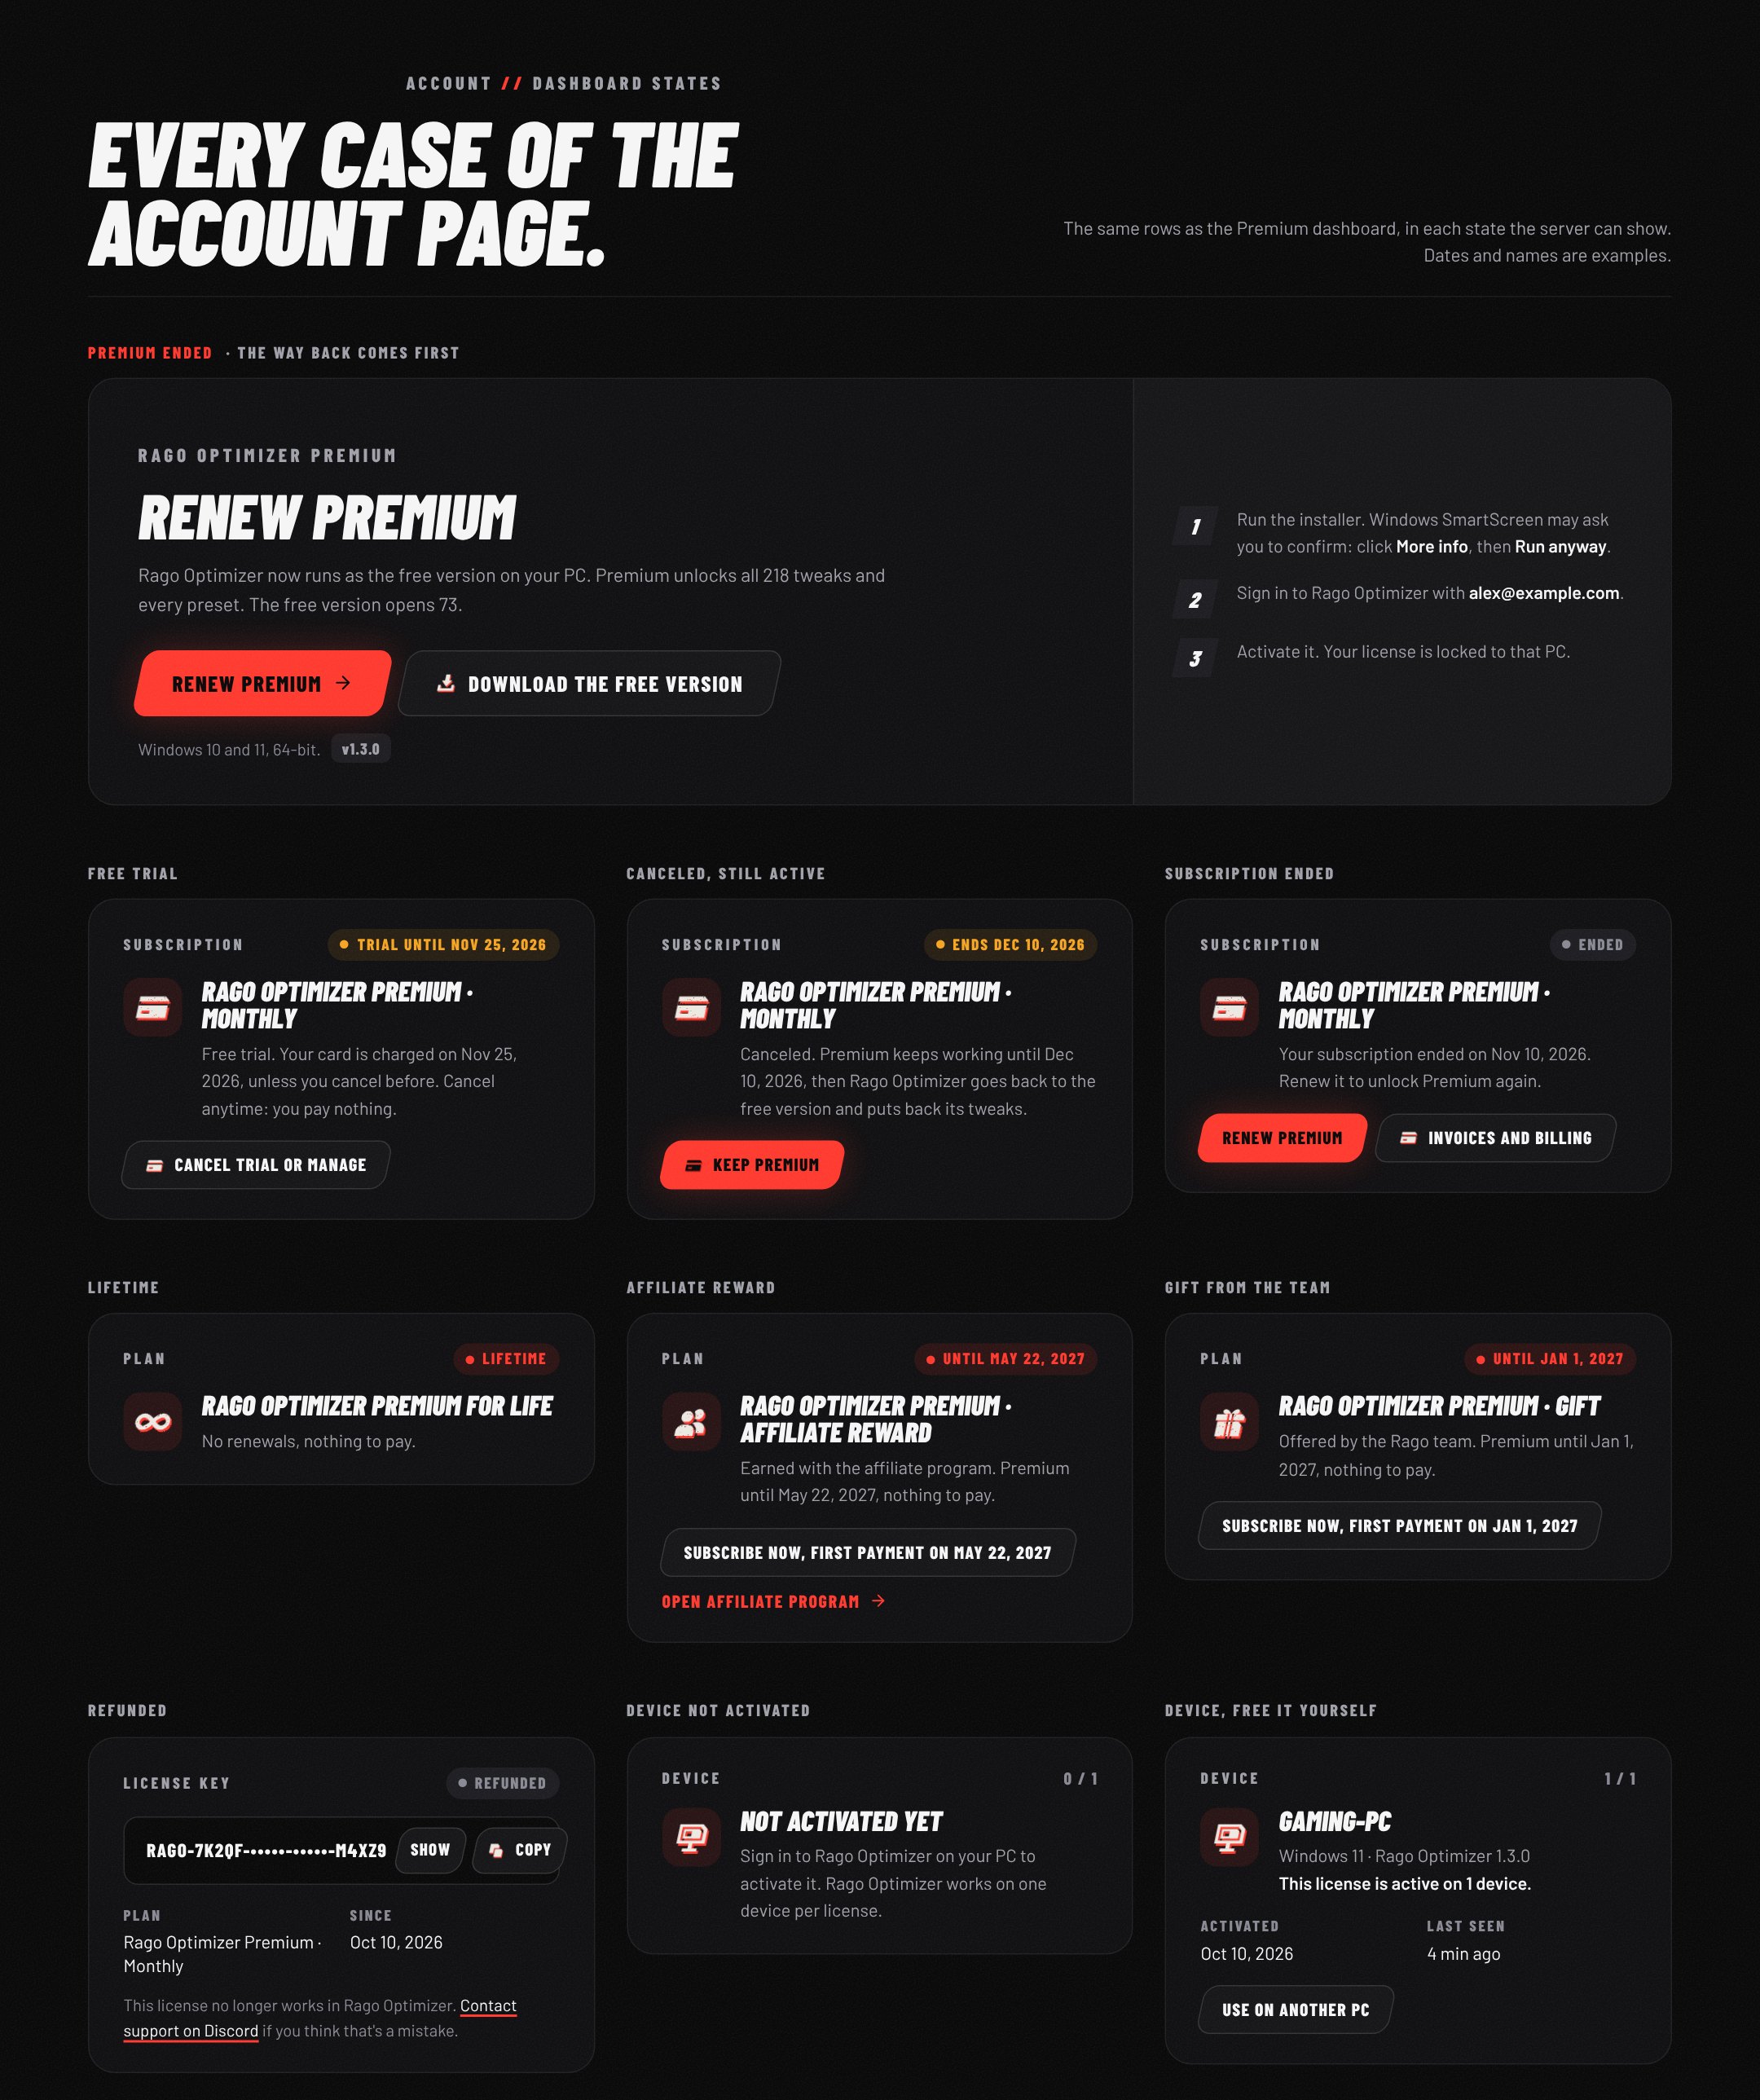 ACCOUNT // DASHBOARD STATES
EVERY CASE OF THE
ACCOUNT PAGE.
The same rows as the Premium dashboard, in each state the server can show.
Dates and names are examples.
PREMIUM ENDED · THE WAY BACK COMES FIRST
RAGO OPTIMIZER PREMIUM
RENEW PREMIUM
Rago Optimizer now runs as the free version on your PC. Premium unlocks all 218 tweaks and
every preset. The free version opens 73.
RENEW PREMIUM →
DOWNLOAD THE FREE VERSION
Windows 10 and 11, 64-bit. v1.3.0
1 Run the installer. Windows SmartScreen may ask
you to confirm: click More info, then Run anyway.
2 Sign in to Rago Optimizer with alex@example.com.
3 Activate it. Your license is locked to that PC.
FREE TRIAL
SUBSCRIPTION
TRIAL UNTIL NOV 25, 2026
RAGO OPTIMIZER PREMIUM ·
MONTHLY
Free trial. Your card is charged on Nov 25,
2026, unless you cancel before. Cancel
anytime: you pay nothing.
CANCEL TRIAL OR MANAGE
CANCELED, STILL ACTIVE
SUBSCRIPTION
ENDS DEC 10, 2026
RAGO OPTIMIZER PREMIUM ·
MONTHLY
Canceled. Premium keeps working until Dec
10, 2026, then Rago Optimizer goes back to the
free version and puts back its tweaks.
KEEP PREMIUM
SUBSCRIPTION ENDED
SUBSCRIPTION
ENDED
RAGO OPTIMIZER PREMIUM ·
MONTHLY
Your subscription ended on Nov 10, 2026.
Renew it to unlock Premium again.
RENEW PREMIUM
INVOICES AND BILLING
LIFETIME
PLAN
LIFETIME
RAGO OPTIMIZER PREMIUM FOR LIFE
No renewals, nothing to pay.
AFFILIATE REWARD
PLAN
UNTIL MAY 22, 2027
RAGO OPTIMIZER PREMIUM ·
AFFILIATE REWARD
Earned with the affiliate program. Premium
until May 22, 2027, nothing to pay.
SUBSCRIBE NOW, FIRST PAYMENT ON MAY 22, 2027
OPEN AFFILIATE PROGRAM →
GIFT FROM THE TEAM
PLAN
UNTIL JAN 1, 2027
RAGO OPTIMIZER PREMIUM · GIFT
Offered by the Rago team. Premium until Jan 1,
2027, nothing to pay.
SUBSCRIBE NOW, FIRST PAYMENT ON JAN 1, 2027
REFUNDED
LICENSE KEY
REFUNDED
RAGO-7K2QF-•••••-•••••-M4XZ9
SHOW
COPY
PLAN
Rago Optimizer Premium ·
Monthly
SINCE
Oct 10, 2026
This license no longer works in Rago Optimizer. Contact
support on Discord if you think that's a mistake.
DEVICE NOT ACTIVATED
DEVICE
0 / 1
NOT ACTIVATED YET
Sign in to Rago Optimizer on your PC to
activate it. Rago Optimizer works on one
device per license.
DEVICE, FREE IT YOURSELF
DEVICE
1 / 1
GAMING-PC
Windows 11 · Rago Optimizer 1.3.0
This license is active on 1 device.
ACTIVATED
Oct 10, 2026
LAST SEEN
4 min ago
USE ON ANOTHER PC